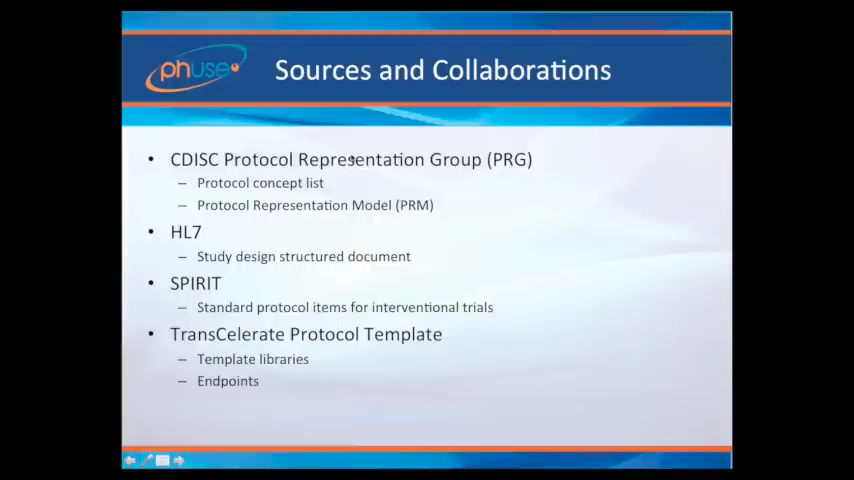 phuse
Sources and Collaborations
• CDISC Protocol Representation Group (PRG)
– Protocol concept list
– Protocol Representation Model (PRM)
• HL7
– Study design structured document
• SPIRIT
– Standard protocol items for interventional trials
• TransCelerate Protocol Template
– Template libraries
– Endpoints